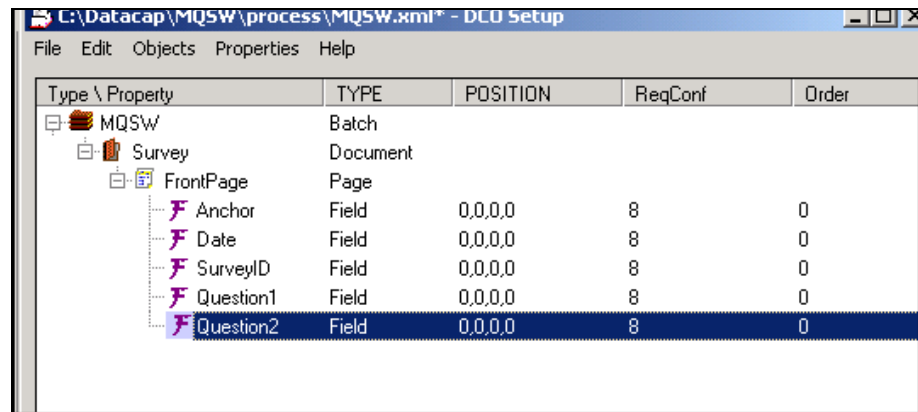 C:\Datacap\MQSW\process\MQSW.xml* - DCO Setup
File Edit Objects Properties Help
Type \ Property TYPE POSITION ReqConf Order
MQSW Batch
Survey Document
FrontPage Page
Anchor Field 0,0,0,0 8 0
Date Field 0,0,0,0 8 0
SurveyID Field 0,0,0,0 8 0
Question1 Field 0,0,0,0 8 0
Question2 Field 0,0,0,0 8 0